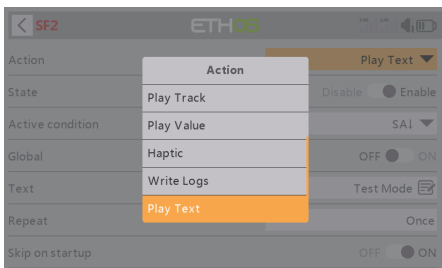 SF2 ETHOS
Action Play Text
State Disable Enable
Active condition SA↓
Global OFF ON
Text Test Mode
Repeat Once
Skip on startup OFF ON
Action
Play Track
Play Value
Haptic
Write Logs
Play Text